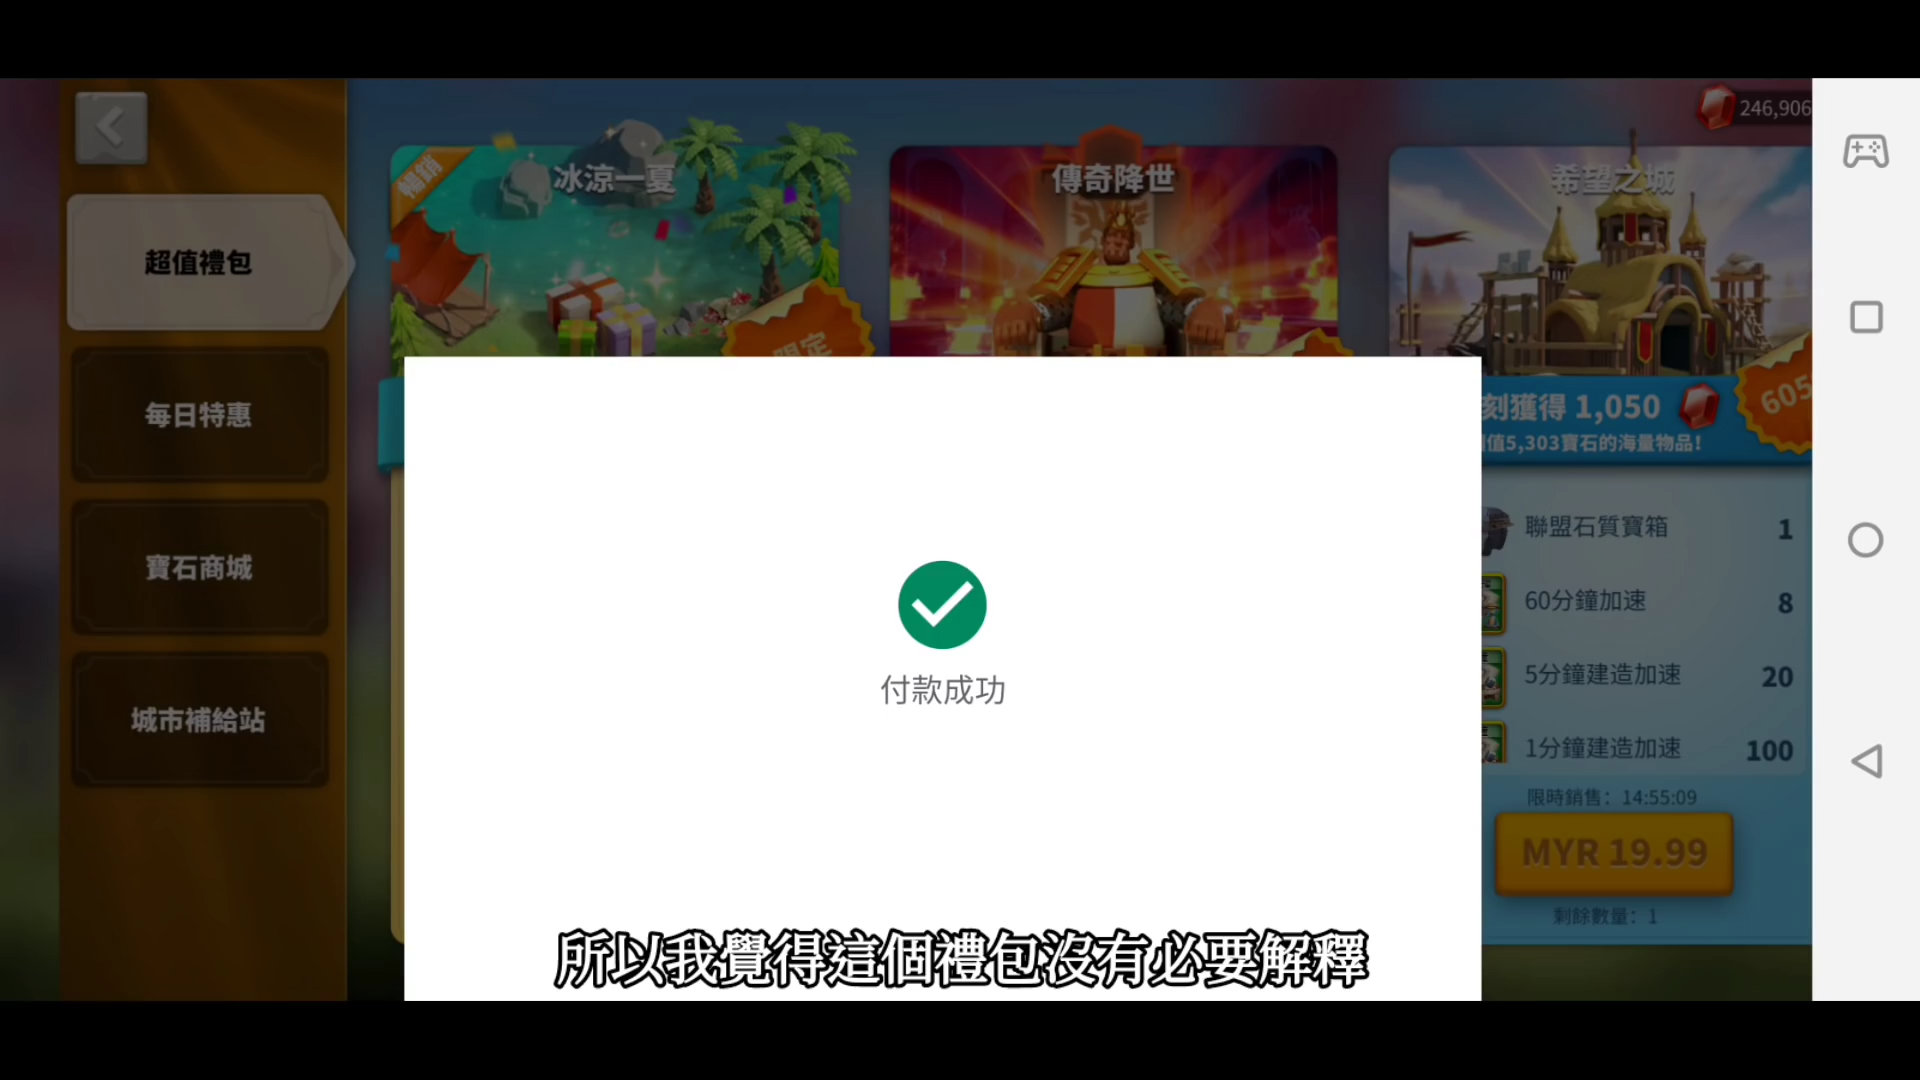 246,906
暢銷
冰涼一夏
傳奇降世
希望之城
超值禮包
限定
刻獲得 1,050
605
值5,303寶石的海量物品!
每日特惠
聯盟石質寶箱 1
寶石商城
60分鐘加速 8
5分鐘建造加速 20
付款成功
城市補給站
1分鐘建造加速 100
限時銷售: 14:55:09
MYR 19.99
剩餘數量: 1
所以我覺得這個禮包沒有必要解釋